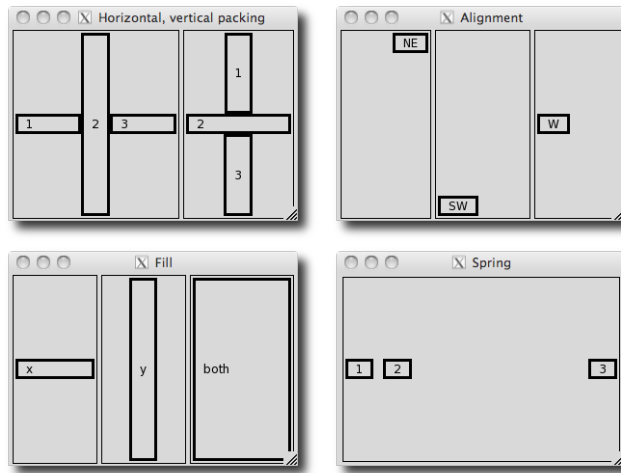 Horizontal, vertical packing
1 2 3
1
2
3
Alignment
NE
SW
W
Fill
x y both
Spring
1 2 3